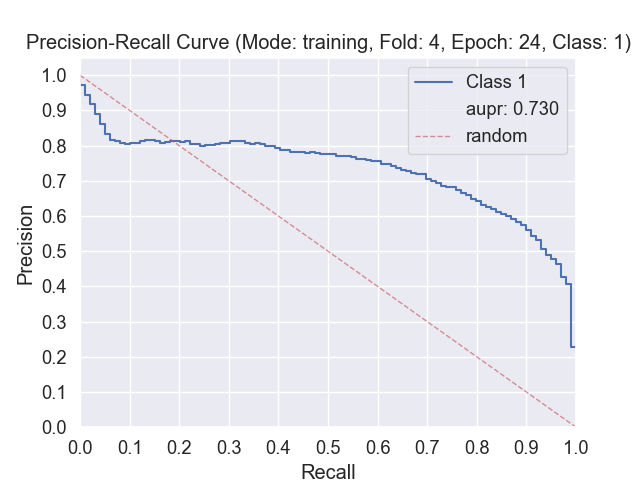 Precision-Recall Curve (Mode: training, Fold: 4, Epoch: 24, Class: 1)
Class 1
aupr: 0.730
random
1.0
0.9
0.8
0.7
0.6
0.5
0.4
0.3
0.2
0.1
0.0
Precision
0.0 0.1 0.2 0.3 0.4 0.5 0.6 0.7 0.8 0.9 1.0
Recall